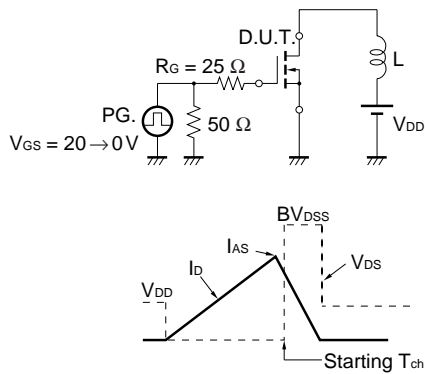 D.U.T.
RG = 25 Ω
L
PG.
50 Ω
VDD
VGS = 20 → 0 V
BVDSS
IAS
ID
VDS
VDD
Starting Tch